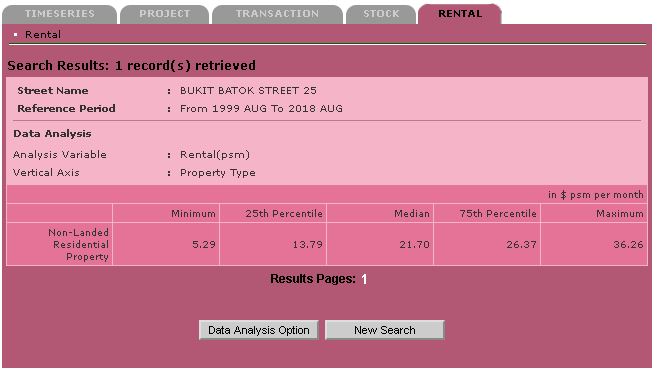 TIMESERIES PROJECT TRANSACTION STOCK RENTAL
• Rental
Search Results: 1 record(s) retrieved
Street Name : BUKIT BATOK STREET 25
Reference Period : From 1999 AUG To 2018 AUG
Data Analysis
Analysis Variable : Rental(psm)
Vertical Axis : Property Type
in $ psm per month
Minimum 25th Percentile Median 75th Percentile Maximum
Non-Landed
Residential 5.29 13.79 21.70 26.37 36.26
Property
Results Pages: 1
Data Analysis Option New Search